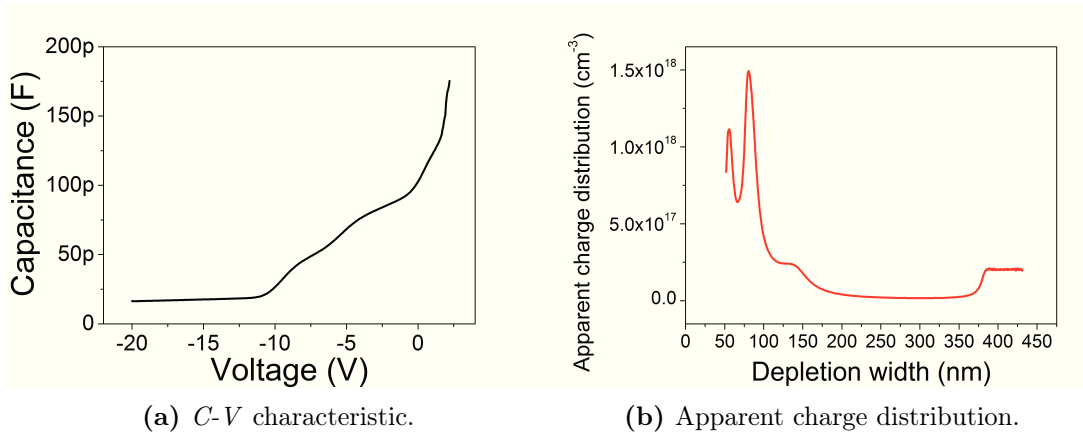 200p
150p
100p
50p
0
Capacitance (F)
-20 -15 -10 -5 0
Voltage (V)
1.5x10^18
1.0x10^18
5.0x10^17
0.0
Apparent charge distribution (cm^-3)
0 50 100 150 200 250 300 350 400 450
Depletion width (nm)
(a) C-V characteristic.
(b) Apparent charge distribution.